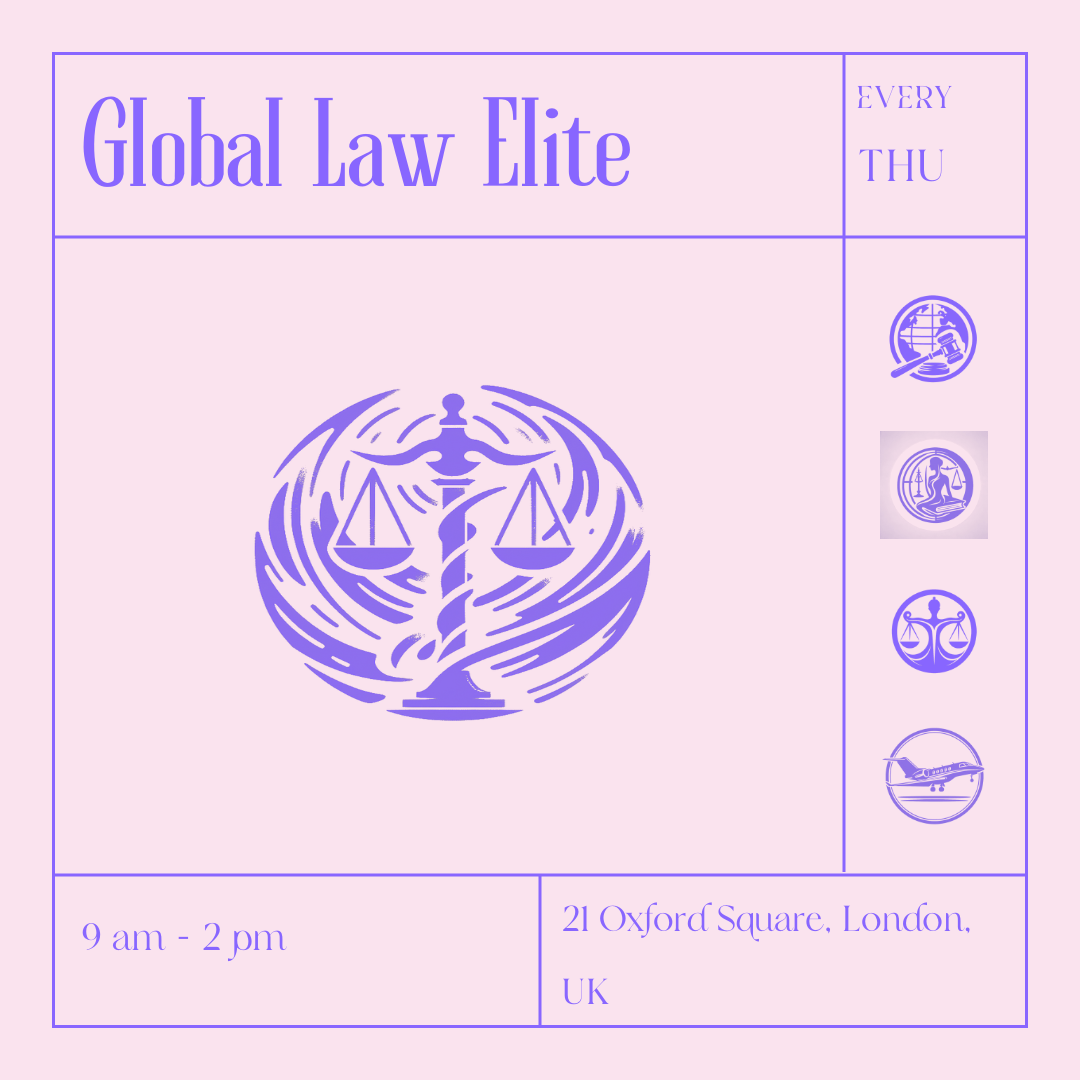 Global Law Elite
EVERY
THU
9 am - 2 pm
21 Oxford Square, London,
UK